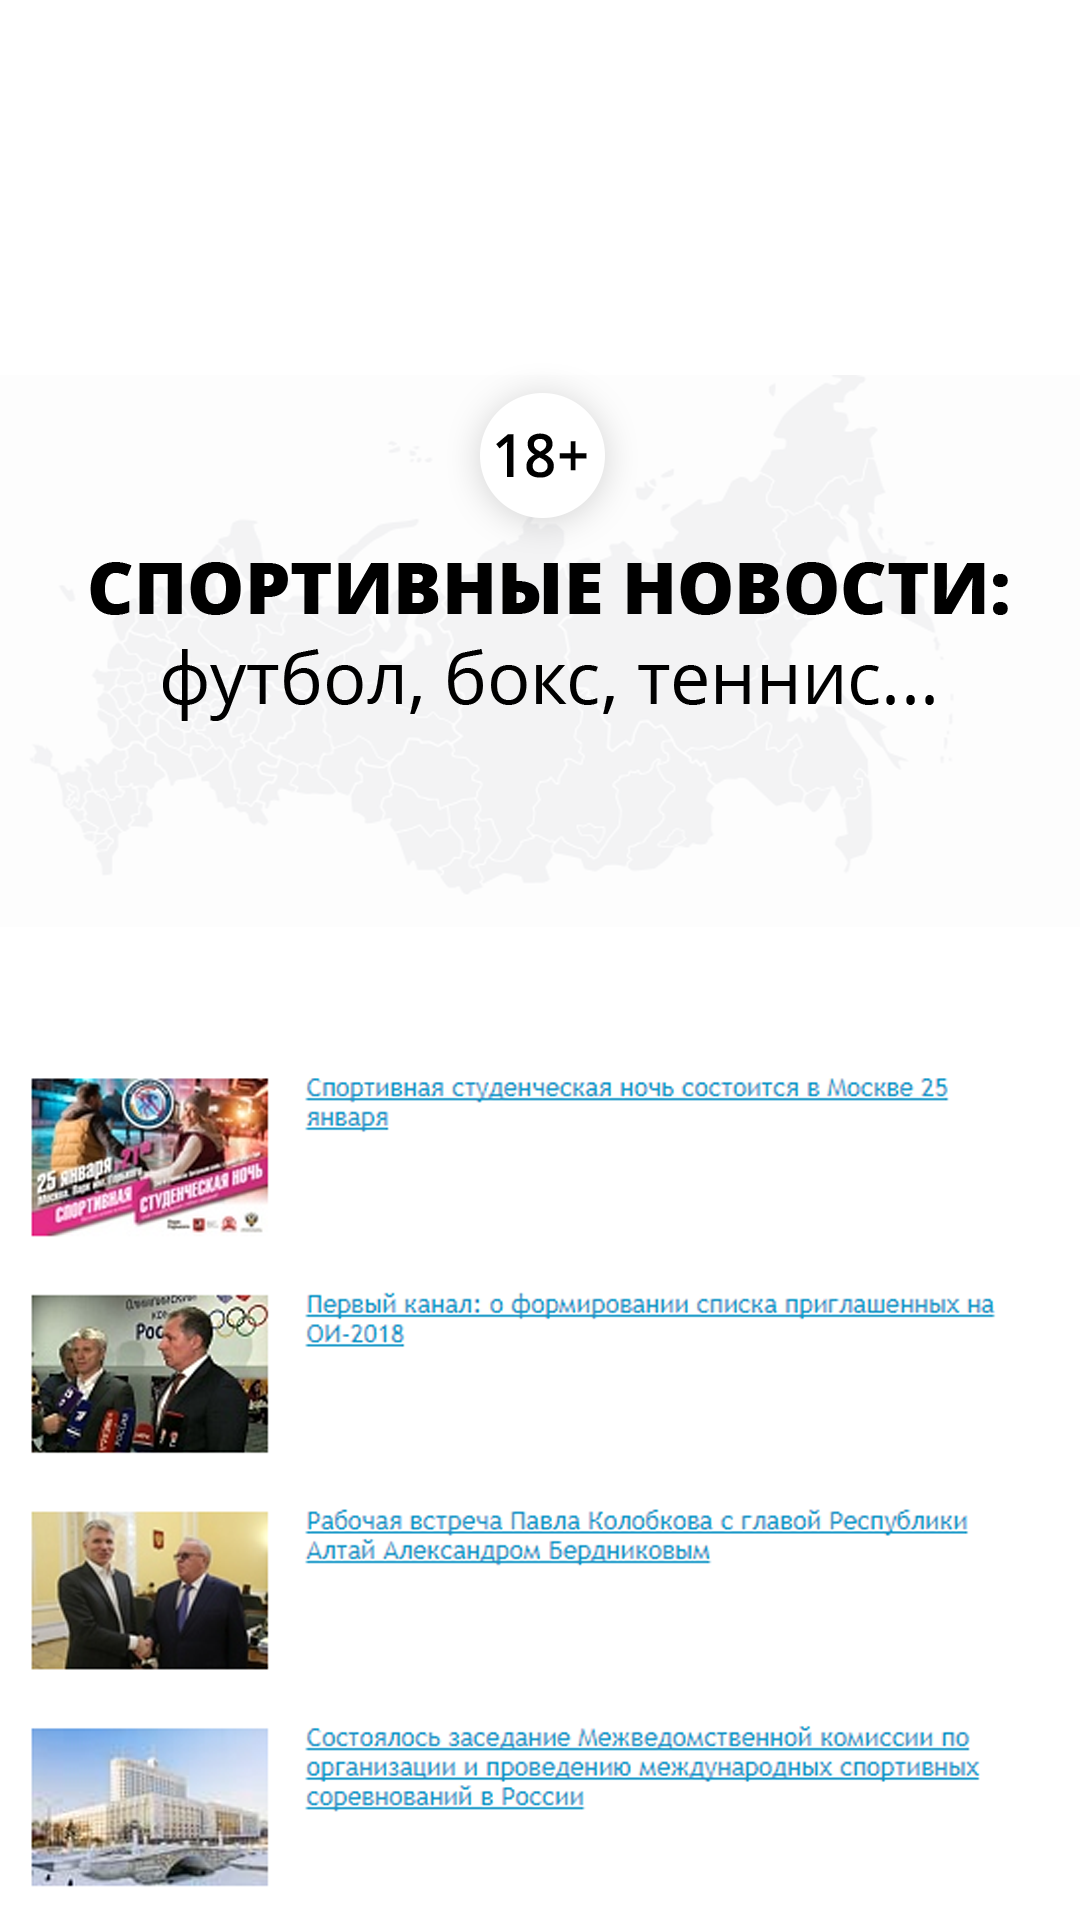 18+
СПОРТИВНЫЕ НОВОСТИ:
футбол, бокс, теннис...
Спортивная студенческая ночь состоится в Москве 25
января
25 января
СПОРТИВНАЯ
СТУДЕНЧЕСКАЯ НОЧЬ
Первый канал: о формировании списка приглашенных на
ОИ-2018
Рабочая встреча Павла Колобкова с главой Республики
Алтай Александром Бердниковым
Состоялось заседание Межведомственной комиссии по
организации и проведению международных спортивных
соревнований в России